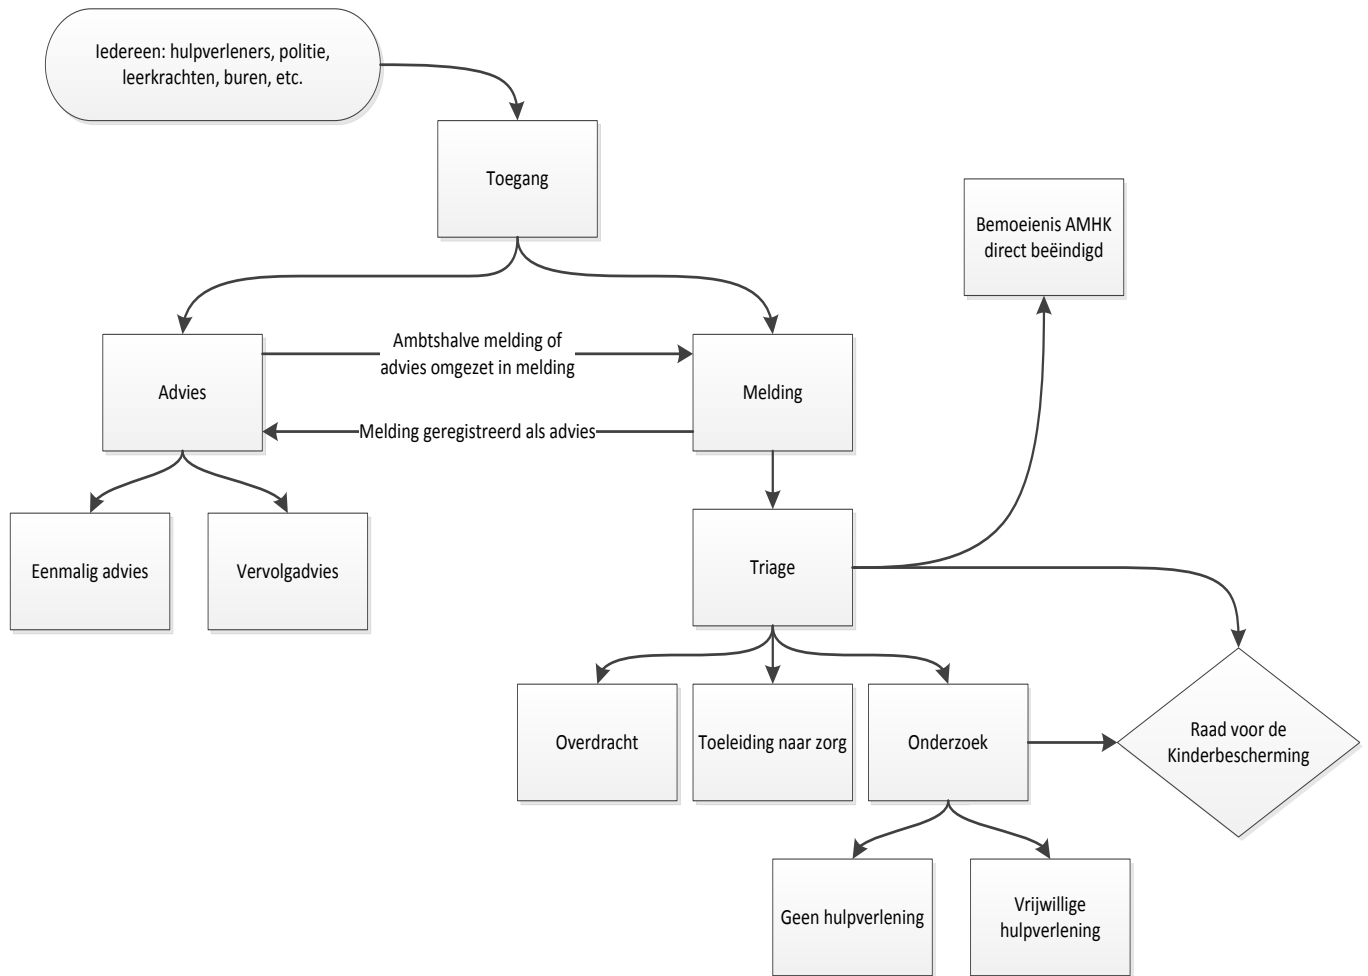 Iedereen: hulpverleners, politie,
leerkrachten, buren, etc.
Toegang
Bemoeienis AMHK
direct beëindigd
Ambtshalve melding of
advies omgezet in melding
Advies
Melding
Melding geregistreerd als advies
Eenmalig advies
Vervolgadvies
Triage
Overdracht
Toeleiding naar zorg
Onderzoek
Raad voor de
Kinderbescherming
Geen hulpverlening
Vrijwillige
hulpverlening